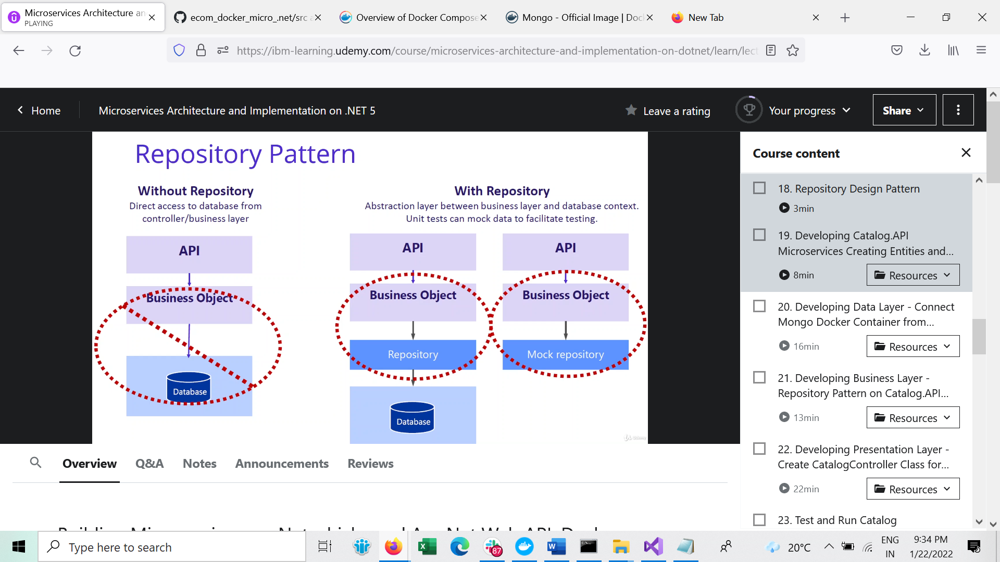 Microservices Architecture an
PLAYING
ecom_docker_micro_.net/src a
Overview of Docker Compose
Mongo - Official Image | Doc
New Tab
https://ibm-learning.udemy.com/course/microservices-architecture-and-implementation-on-dotnet/learn/lect
Home
Microservices Architecture and Implementation on .NET 5
Leave a rating
Your progress
Share
Repository Pattern
Without Repository
Direct access to database from
controller/business layer
API
Business Object
Database
With Repository
Abstraction layer between business layer and database context.
Unit tests can mock data to facilitate testing.
API
Business Object
Repository
Database
API
Business Object
Mock repository
Udemy
Course content
18. Repository Design Pattern
3min
19. Developing Catalog.API
Microservices Creating Entities and...
8min
Resources
20. Developing Data Layer - Connect
Mongo Docker Container from...
16min
Resources
21. Developing Business Layer -
Repository Pattern on Catalog.API...
13min
Resources
22. Developing Presentation Layer -
Create CatalogController Class for...
22min
Resources
23. Test and Run Catalog
Overview
Q&A
Notes
Announcements
Reviews
Type here to search
87
20°C
ENG
IN
9:34 PM
1/22/2022